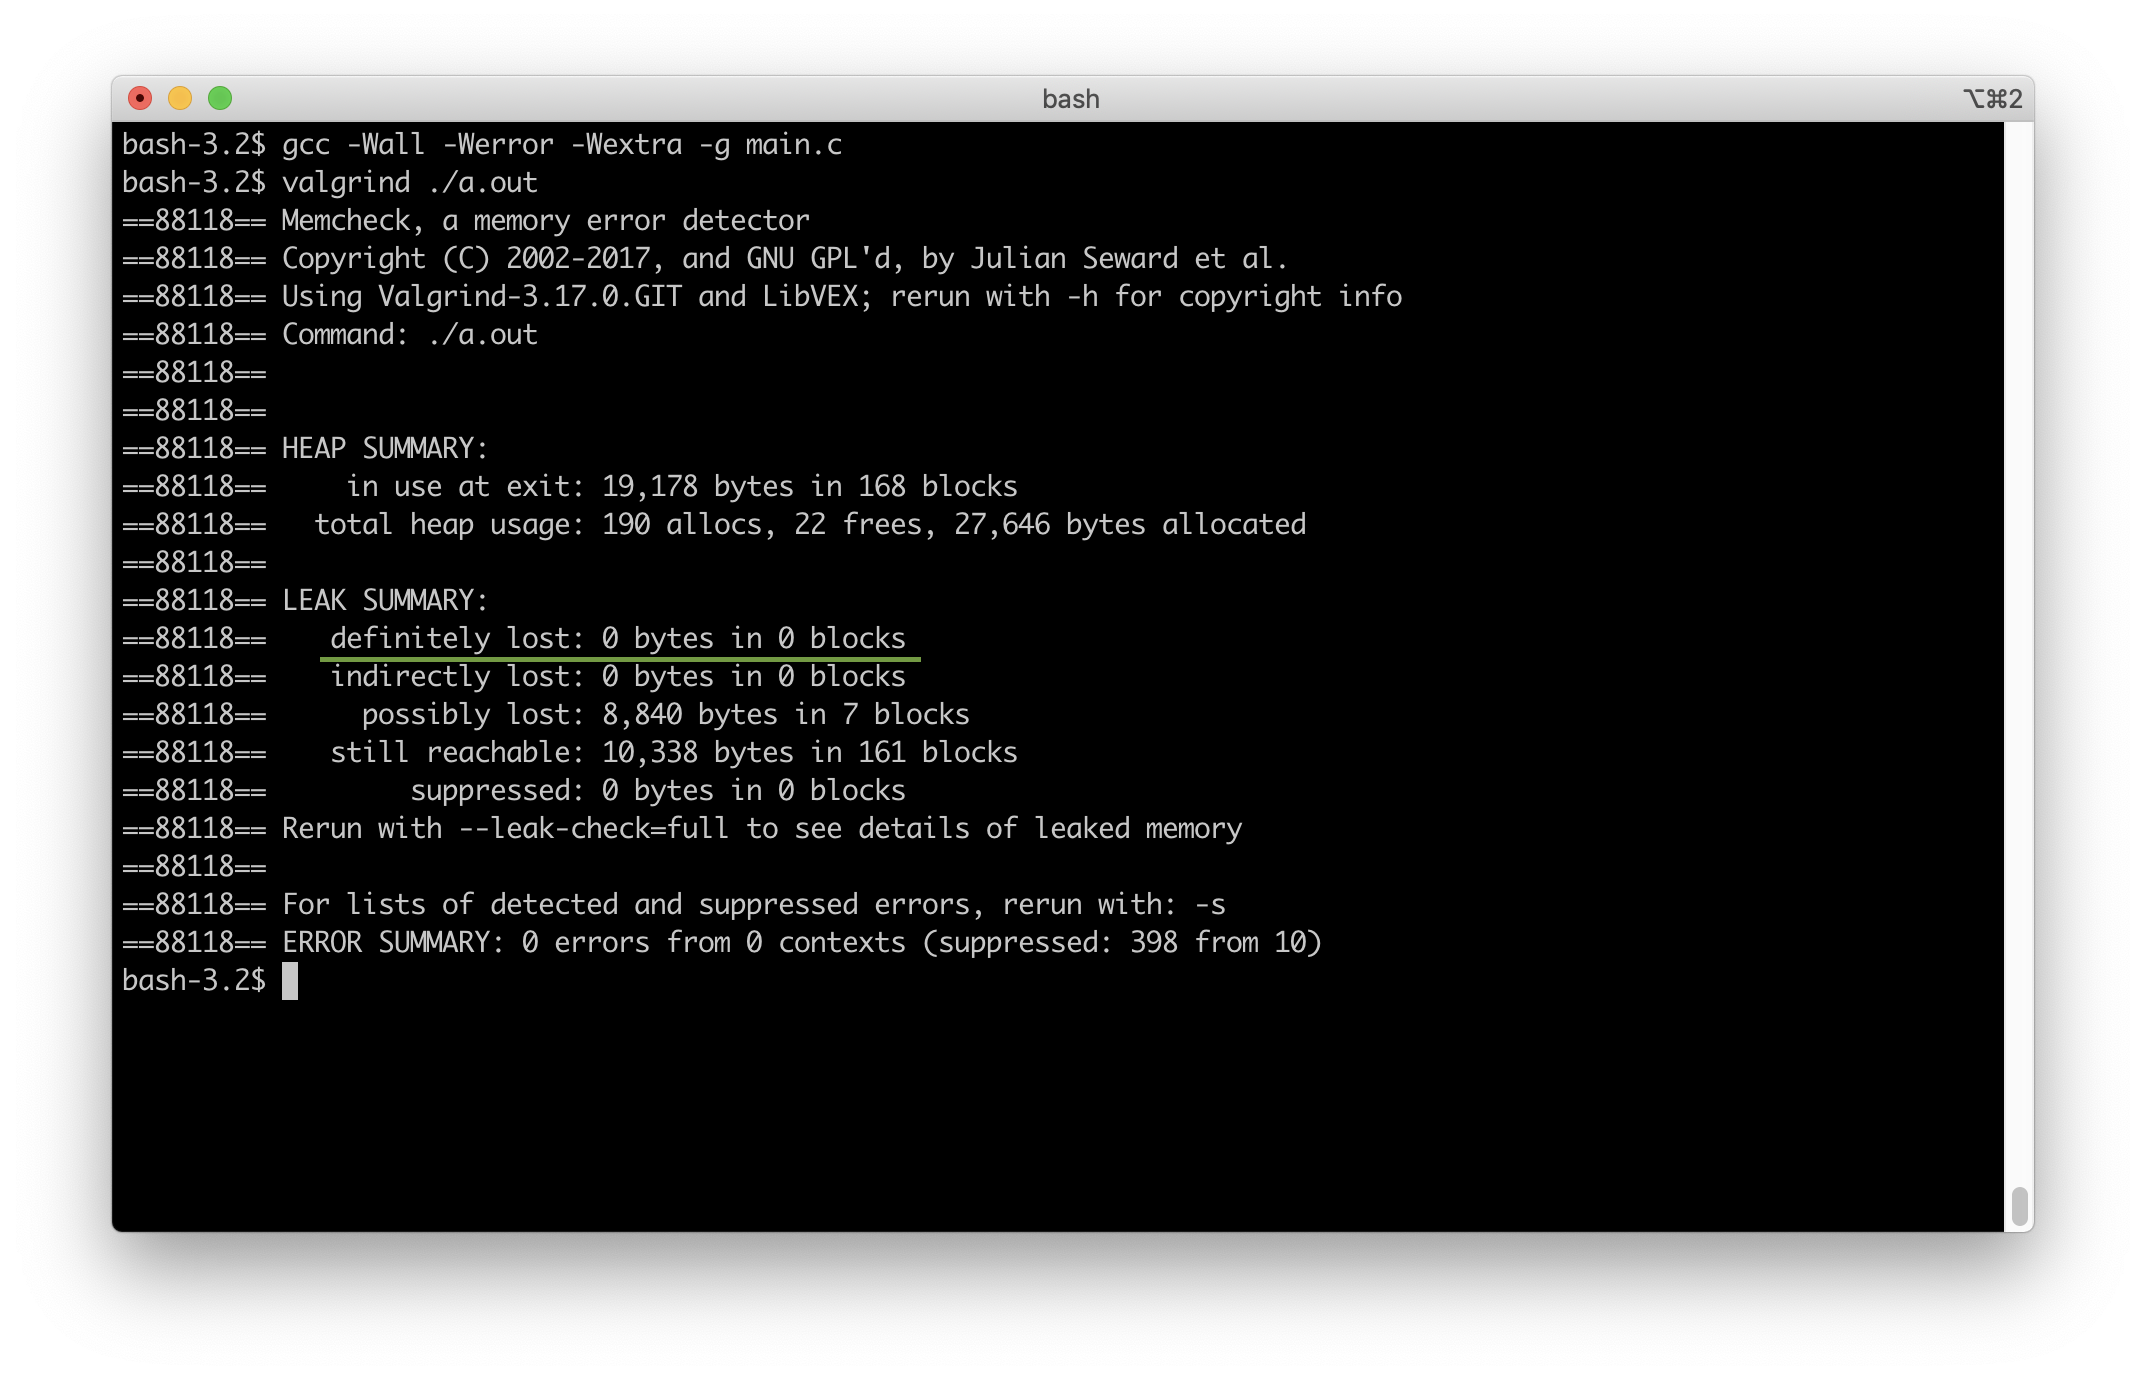 bash
⌥⌘2
bash-3.2$ gcc -Wall -Werror -Wextra -g main.c
bash-3.2$ valgrind ./a.out
==88118== Memcheck, a memory error detector
==88118== Copyright (C) 2002-2017, and GNU GPL'd, by Julian Seward et al.
==88118== Using Valgrind-3.17.0.GIT and LibVEX; rerun with -h for copyright info
==88118== Command: ./a.out
==88118==
==88118==
==88118== HEAP SUMMARY:
==88118==     in use at exit: 19,178 bytes in 168 blocks
==88118==   total heap usage: 190 allocs, 22 frees, 27,646 bytes allocated
==88118==
==88118== LEAK SUMMARY:
==88118==    definitely lost: 0 bytes in 0 blocks
==88118==    indirectly lost: 0 bytes in 0 blocks
==88118==      possibly lost: 8,840 bytes in 7 blocks
==88118==    still reachable: 10,338 bytes in 161 blocks
==88118==         suppressed: 0 bytes in 0 blocks
==88118== Rerun with --leak-check=full to see details of leaked memory
==88118==
==88118== For lists of detected and suppressed errors, rerun with: -s
==88118== ERROR SUMMARY: 0 errors from 0 contexts (suppressed: 398 from 10)
bash-3.2$